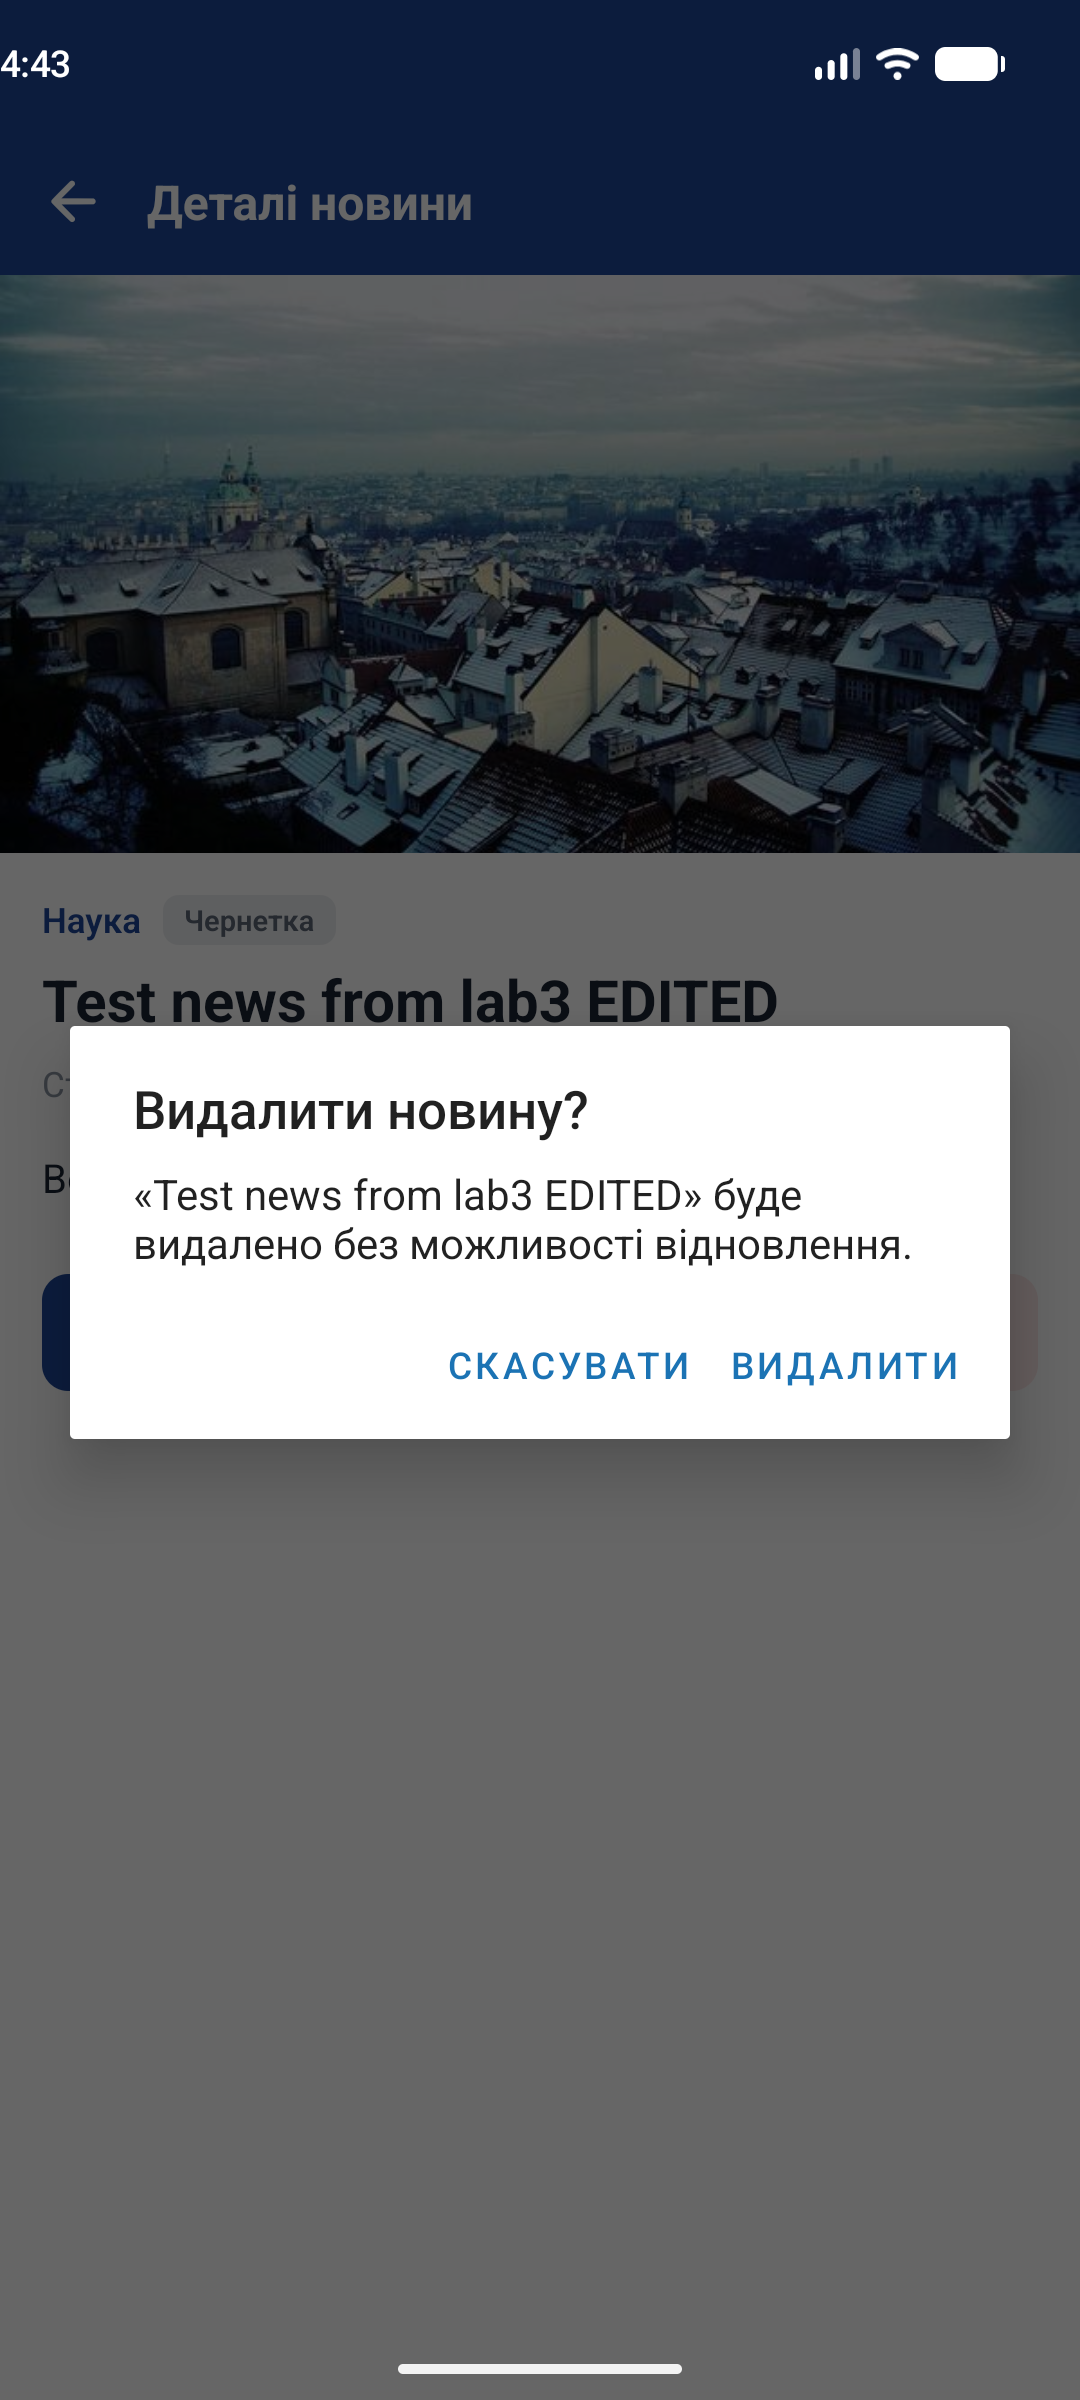 4:43
Деталі новини
Наука Чернетка
Test news from lab3 EDITED
Видалити новину?
«Test news from lab3 EDITED» буде
видалено без можливості відновлення.
СКАСУВАТИ ВИДАЛИТИ